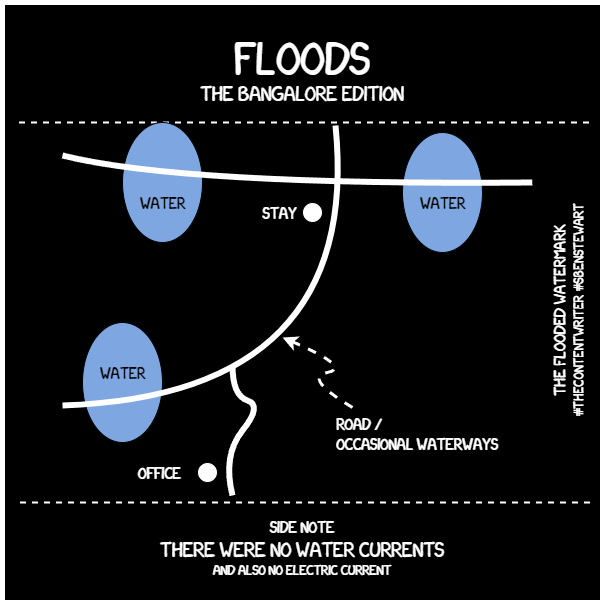 FLOODS
THE BANGALORE EDITION
WATER
WATER
STAY
WATER
ROAD /
OCCASIONAL WATERWAYS
OFFICE
THE FLOODED WATERMARK
#THECONTENTWRITER #SBENSTEWART
SIDE NOTE
THERE WERE NO WATER CURRENTS
AND ALSO NO ELECTRIC CURRENT